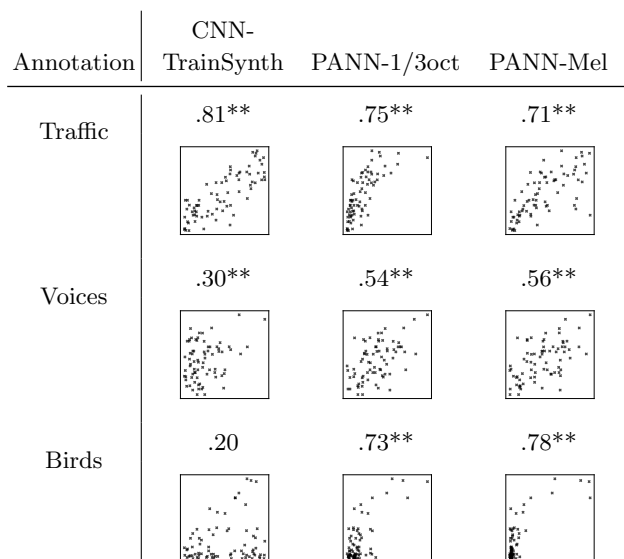 CNN-
Annotation TrainSynth PANN-1/3oct PANN-Mel
.81** .75** .71**
Traffic
.30** .54** .56**
Voices
.20 .73** .78**
Birds